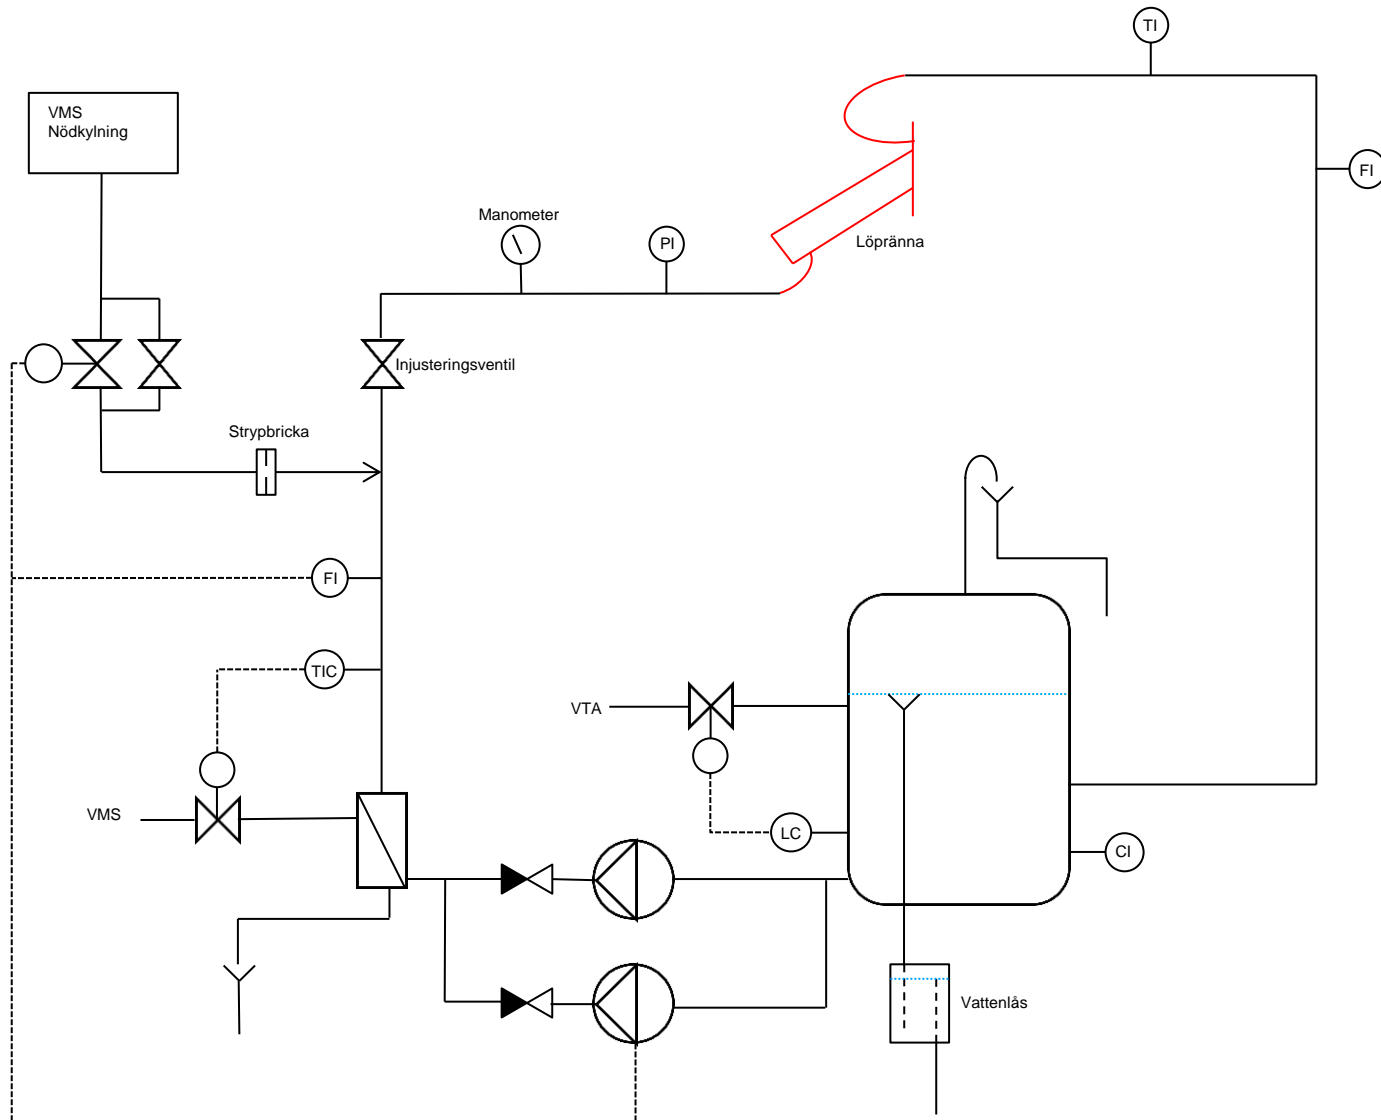 TI
VMS
Nödkylning
FI
Manometer
PI
Löpränna
Injusteringsventil
Strypbricka
FI
TIC
VTA
VMS
LC
CI
Vattenlås